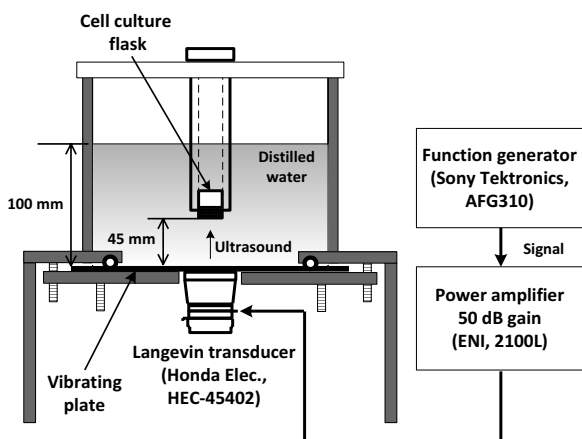 Cell culture
flask
Distilled
water
100 mm
45 mm
Ultrasound
Vibrating
plate
Langevin transducer
(Honda Elec.,
HEC-45402)
Function generator
(Sony Tektronics,
AFG310)
Signal
Power amplifier
50 dB gain
(ENI, 2100L)